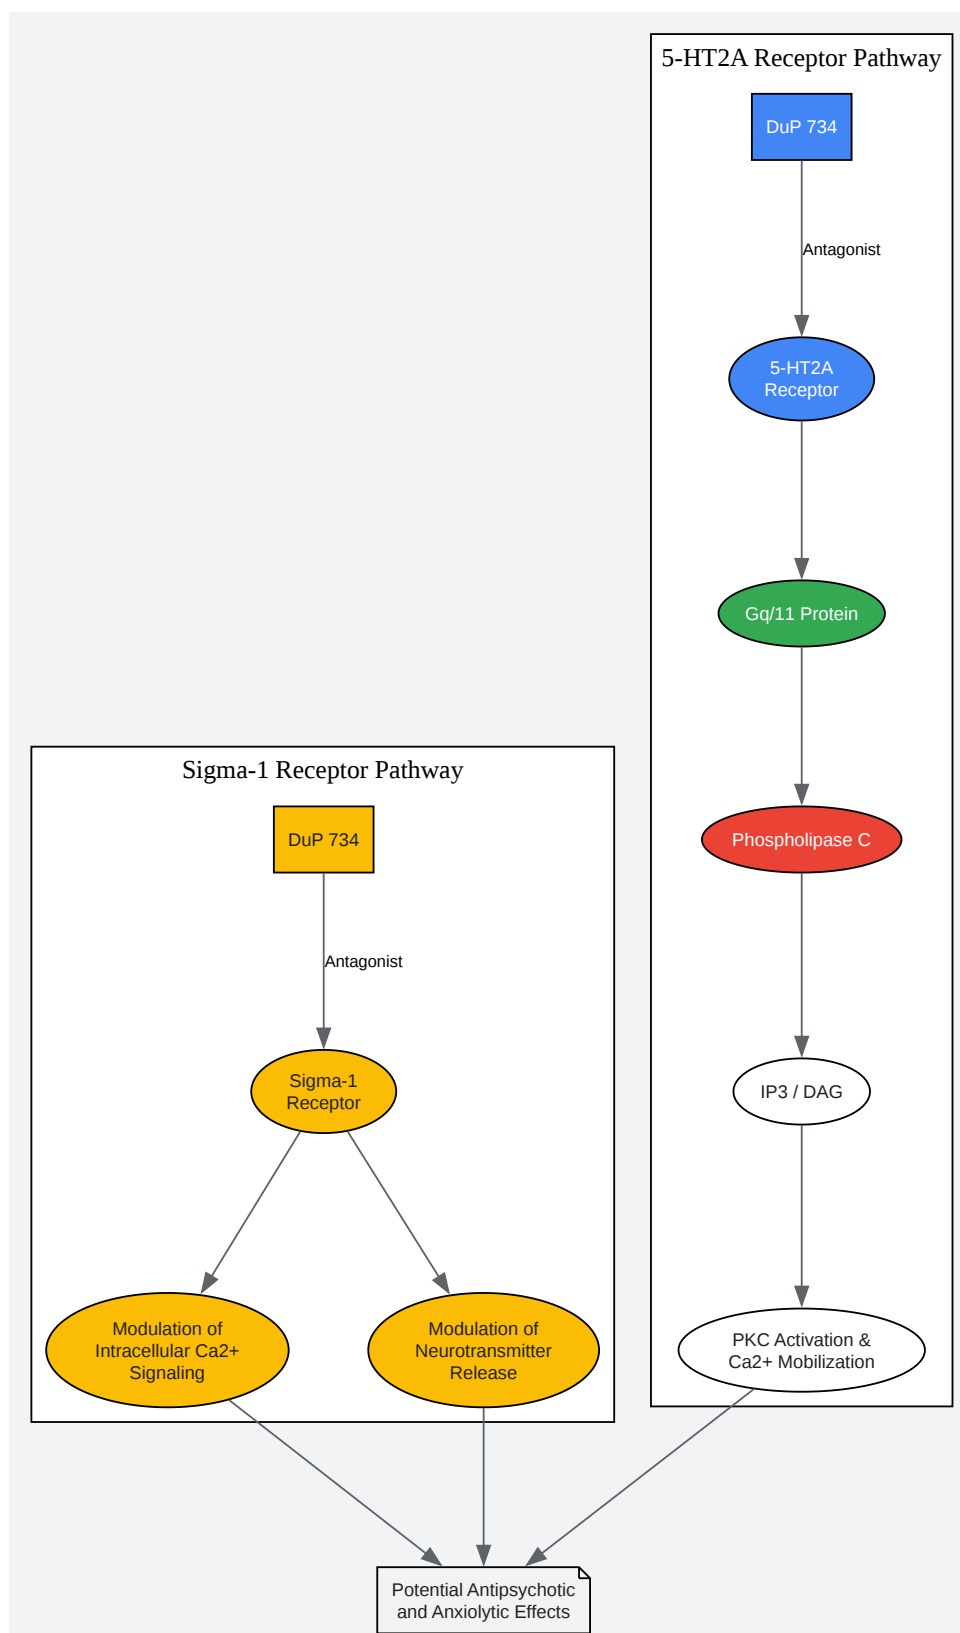 5-HT2A Receptor Pathway
DuP 734
Antagonist
5-HT2A
Receptor
Gq/11 Protein
Phospholipase C
IP3 / DAG
PKC Activation &
Ca2+ Mobilization
Sigma-1 Receptor Pathway
DuP 734
Antagonist
Sigma-1
Receptor
Modulation of
Intracellular Ca2+
Signaling
Modulation of
Neurotransmitter
Release
Potential Antipsychotic
and Anxiolytic Effects